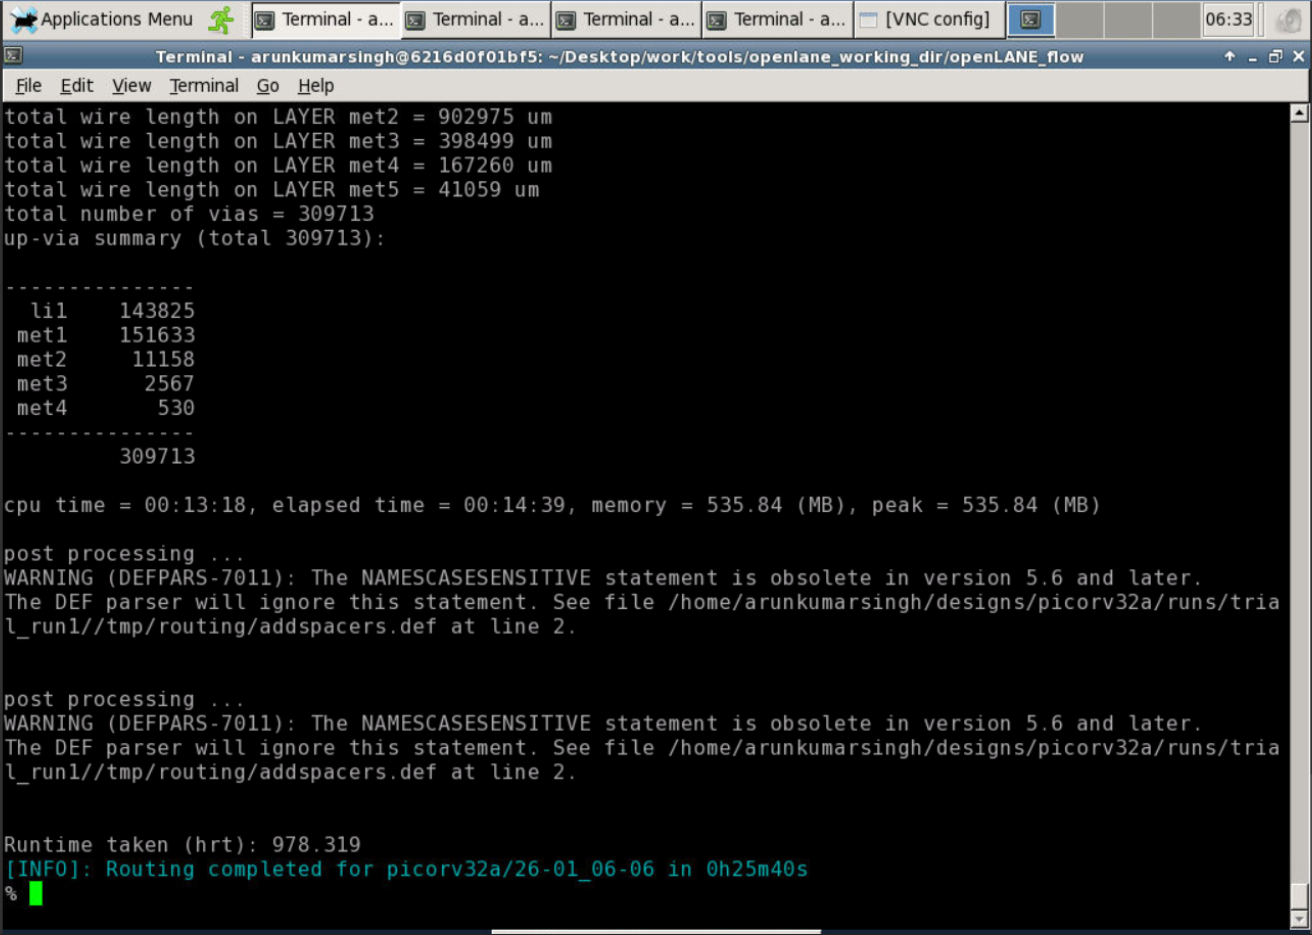 Applications Menu
Terminal - a...
Terminal - a...
Terminal - a...
Terminal - a...
[VNC config]
06:33
Terminal - arunkumarsingh@6216d0f01bf5: ~/Desktop/work/tools/openlane_working_dir/openLANE_flow
File Edit View Terminal Go Help
total wire length on LAYER met2 = 902975 um
total wire length on LAYER met3 = 398499 um
total wire length on LAYER met4 = 167260 um
total wire length on LAYER met5 = 41059 um
total number of vias = 309713
up-via summary (total 309713):
---------------
li1 143825
met1 151633
met2 11158
met3 2567
met4 530
---------------
309713
cpu time = 00:13:18, elapsed time = 00:14:39, memory = 535.84 (MB), peak = 535.84 (MB)
post processing ...
WARNING (DEFPARS-7011): The NAMESCASESENSITIVE statement is obsolete in version 5.6 and later.
The DEF parser will ignore this statement. See file /home/arunkumarsingh/designs/picorv32a/runs/tria
l_run1//tmp/routing/addspacers.def at line 2.
post processing ...
WARNING (DEFPARS-7011): The NAMESCASESENSITIVE statement is obsolete in version 5.6 and later.
The DEF parser will ignore this statement. See file /home/arunkumarsingh/designs/picorv32a/runs/tria
l_run1//tmp/routing/addspacers.def at line 2.
Runtime taken (hrt): 978.319
[INFO]: Routing completed for picorv32a/26-01_06-06 in 0h25m40s
%